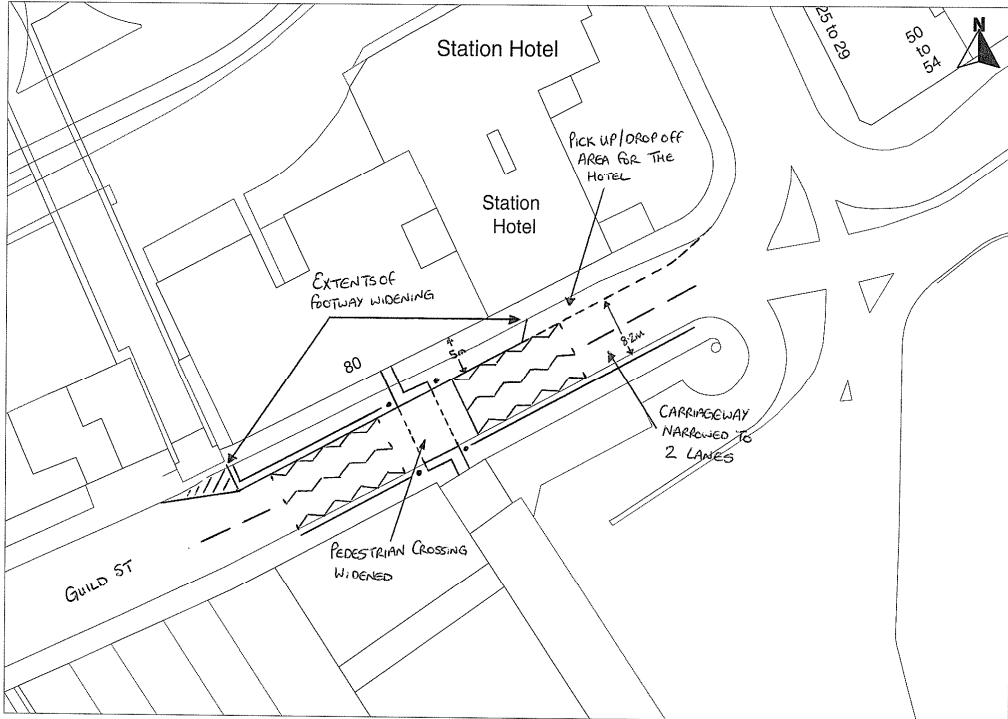 Station Hotel
25 to 29
50
to
54
N
PICK UP/DROP OFF
AREA FOR THE
HOTEL
Station
Hotel
EXTENTS OF
FOOTWAY WIDENING
80
5m
8.2m
CARRIAGEWAY
NARROWED TO
2 LANES
PEDESTRIAN CROSSING
WIDENED
GUILD ST